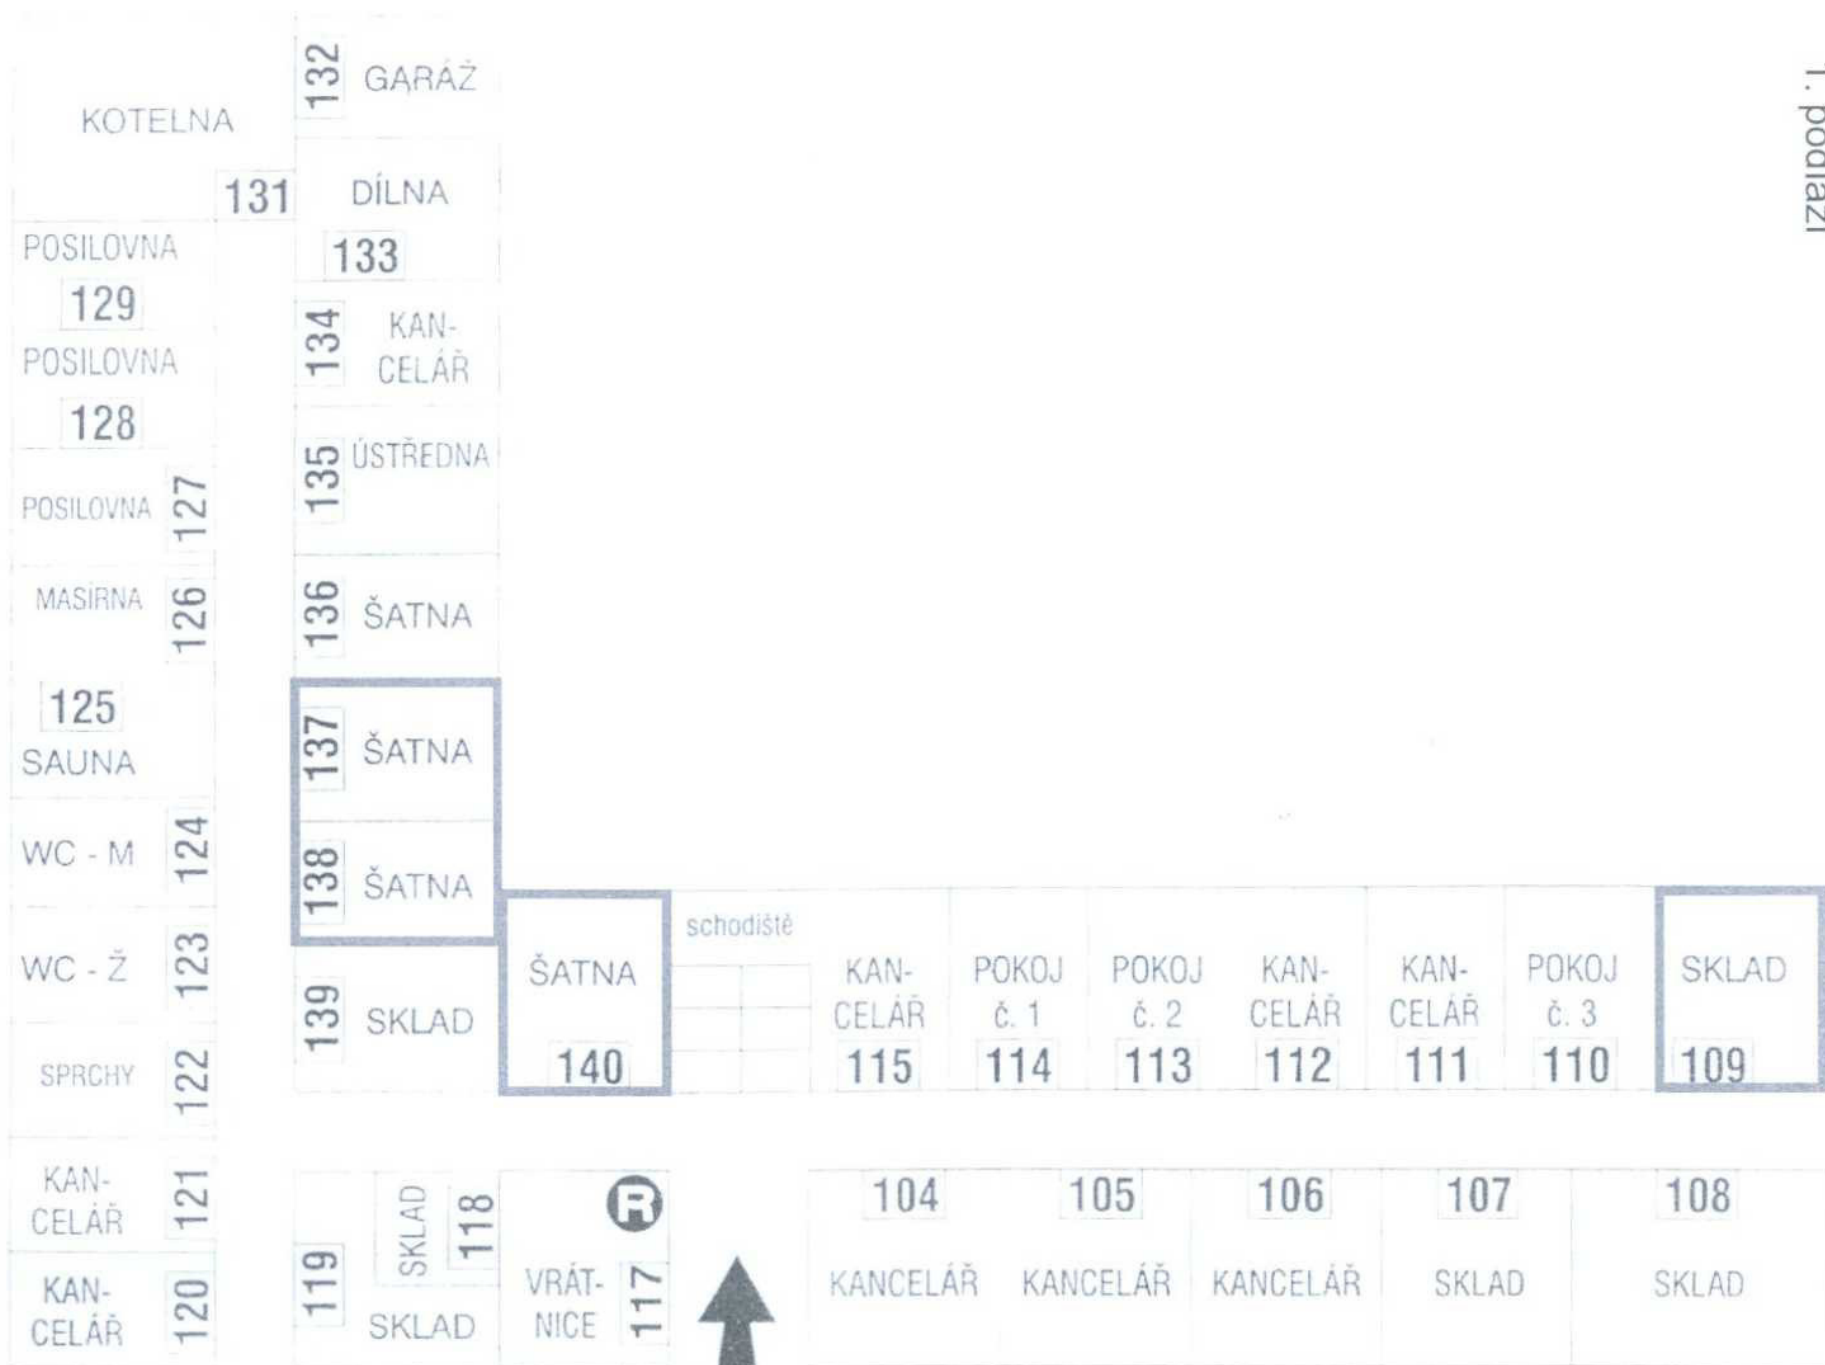 1. podlaží
KOTELNA
131
132
GARÁŽ
DÍLNA
133
POSILOVNA
129
134
KAN-
CELÁŘ
POSILOVNA
128
135
ÚSTŘEDNA
POSILOVNA
127
MASÍRNA
126
136
ŠATNA
125
SAUNA
137
ŠATNA
WC - M
124
138
ŠATNA
WC - Ž
123
139
SKLAD
SPRCHY
122
ŠATNA
140
schodiště
KAN-
CELÁŘ
115
POKOJ
č. 1
114
POKOJ
č. 2
113
KAN-
CELÁŘ
112
KAN-
CELÁŘ
111
POKOJ
č. 3
110
SKLAD
109
KAN-
CELÁŘ
121
KAN-
CELÁŘ
120
SKLAD
118
119
SKLAD
R
VRÁT-
NICE
117
104
KANCELÁŘ
105
KANCELÁŘ
106
KANCELÁŘ
107
SKLAD
108
SKLAD